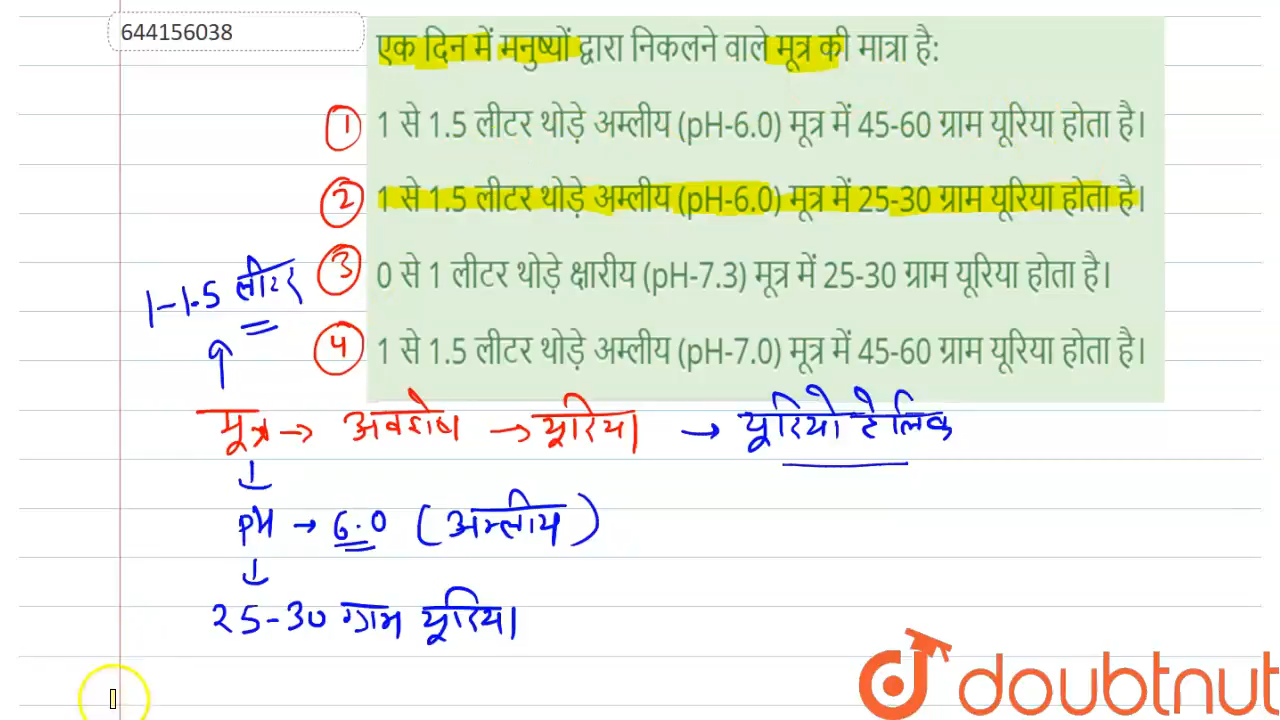 644156038
एक दिन में मनुष्यों द्वारा निकलने वाले मूत्र की मात्रा है:
1 1 से 1.5 लीटर थोड़े अम्लीय (pH-6.0) मूत्र में 45-60 ग्राम यूरिया होता है।
2 1 से 1.5 लीटर थोड़े अम्लीय (pH-6.0) मूत्र में 25-30 ग्राम यूरिया होता है।
3 0 से 1 लीटर थोड़े क्षारीय (pH-7.3) मूत्र में 25-30 ग्राम यूरिया होता है।
1-1.5 लीटर
4 1 से 1.5 लीटर थोड़े अम्लीय (pH-7.0) मूत्र में 45-60 ग्राम यूरिया होता है।
मूत्र → अवशेष → यूरिया → यूरियोटेलिक
pH → 6.0 (अम्लीय)
25-30 ग्राम यूरिया
doubtnut